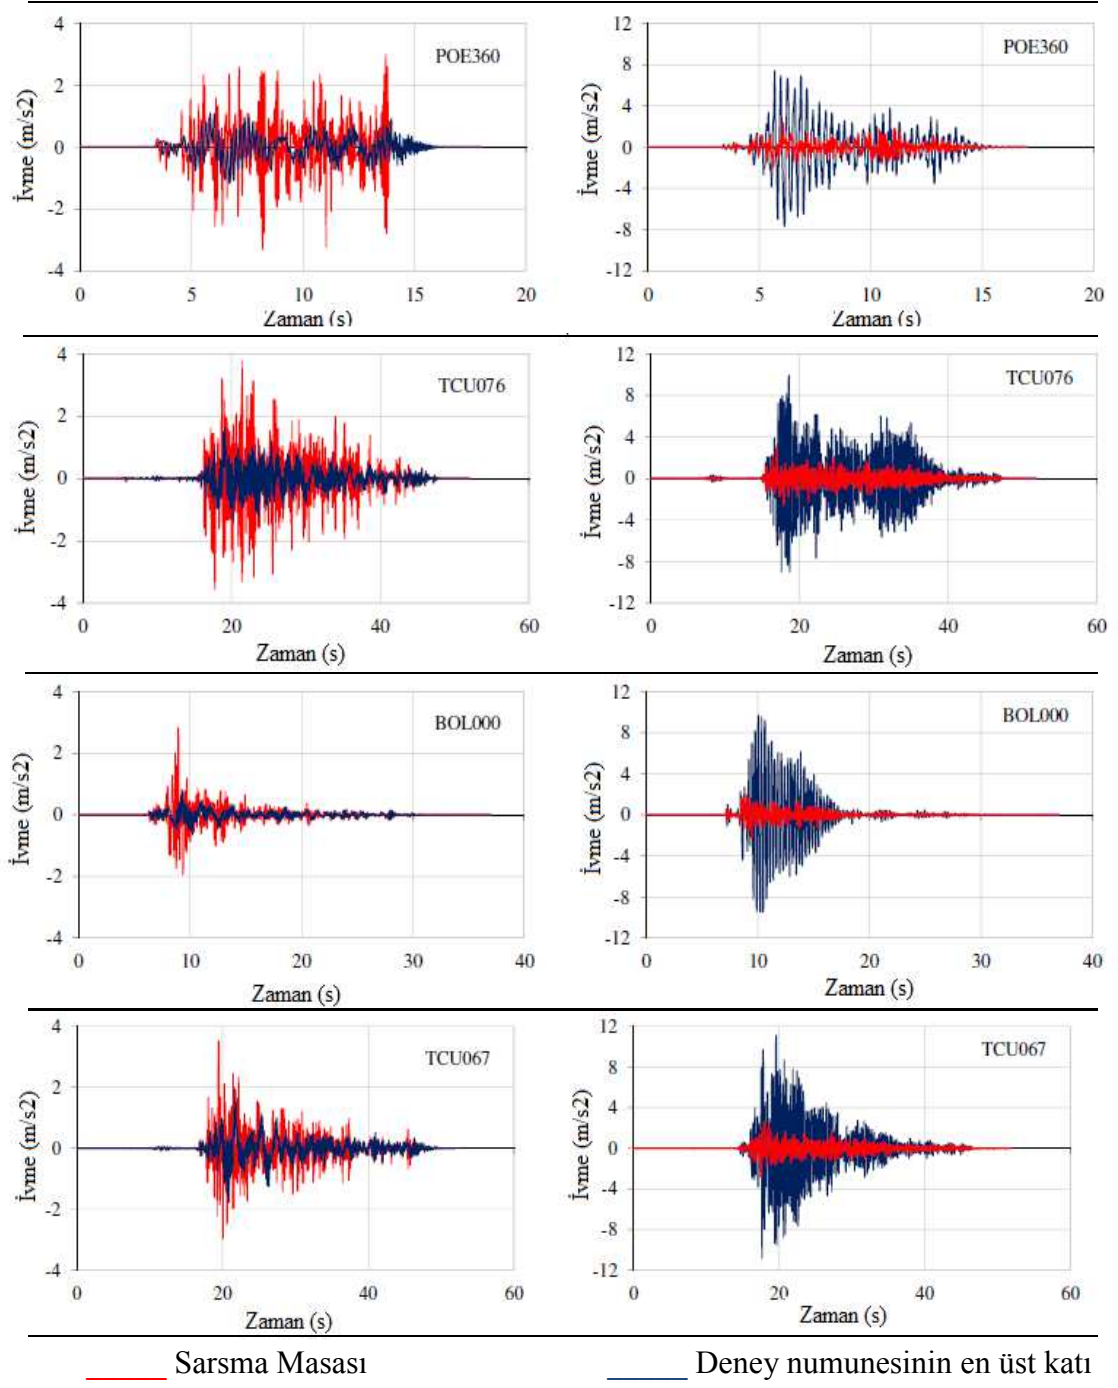 4
2
0
-2
-4
İvme (m/s2)
POE360
0 5 10 15 20
Zaman (s)
12
8
4
0
-4
-8
-12
İvme (m/s2)
POE360
0 5 10 15 20
Zaman (s)
4
2
0
-2
-4
İvme (m/s2)
TCU076
0 20 40 60
Zaman (s)
12
8
4
0
-4
-8
-12
İvme (m/s2)
TCU076
0 20 40 60
Zaman (s)
4
2
0
-2
-4
İvme (m/s2)
BOL000
0 10 20 30 40
Zaman (s)
12
8
4
0
-4
-8
-12
İvme (m/s2)
BOL000
0 10 20 30 40
Zaman (s)
4
2
0
-2
-4
İvme (m/s2)
TCU067
0 20 40 60
Zaman (s)
12
8
4
0
-4
-8
-12
İvme (m/s2)
TCU067
0 20 40 60
Zaman (s)
Sarsma Masası
Deney numunesinin en üst katı